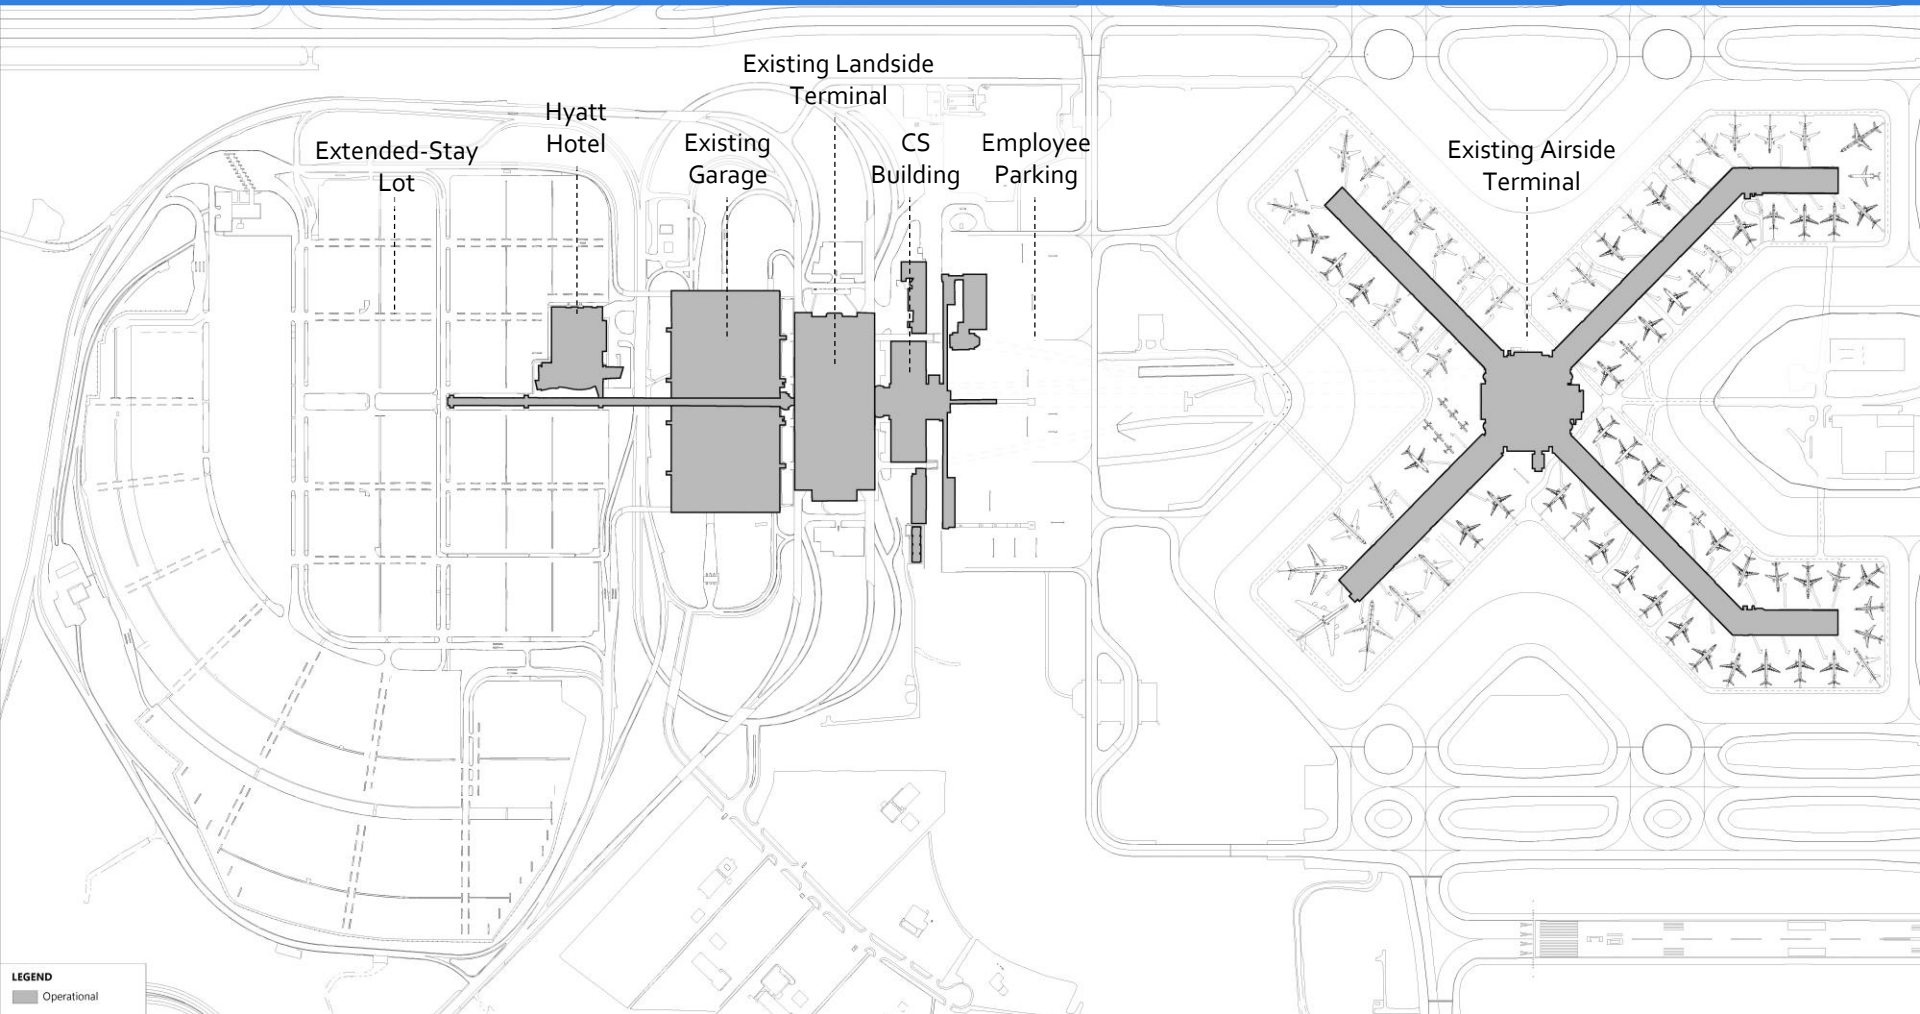 Existing Landside
Terminal
Hyatt
Hotel
Extended-Stay
Lot
Existing
Garage
CS
Building
Employee
Parking
Existing Airside
Terminal
LEGEND
Operational